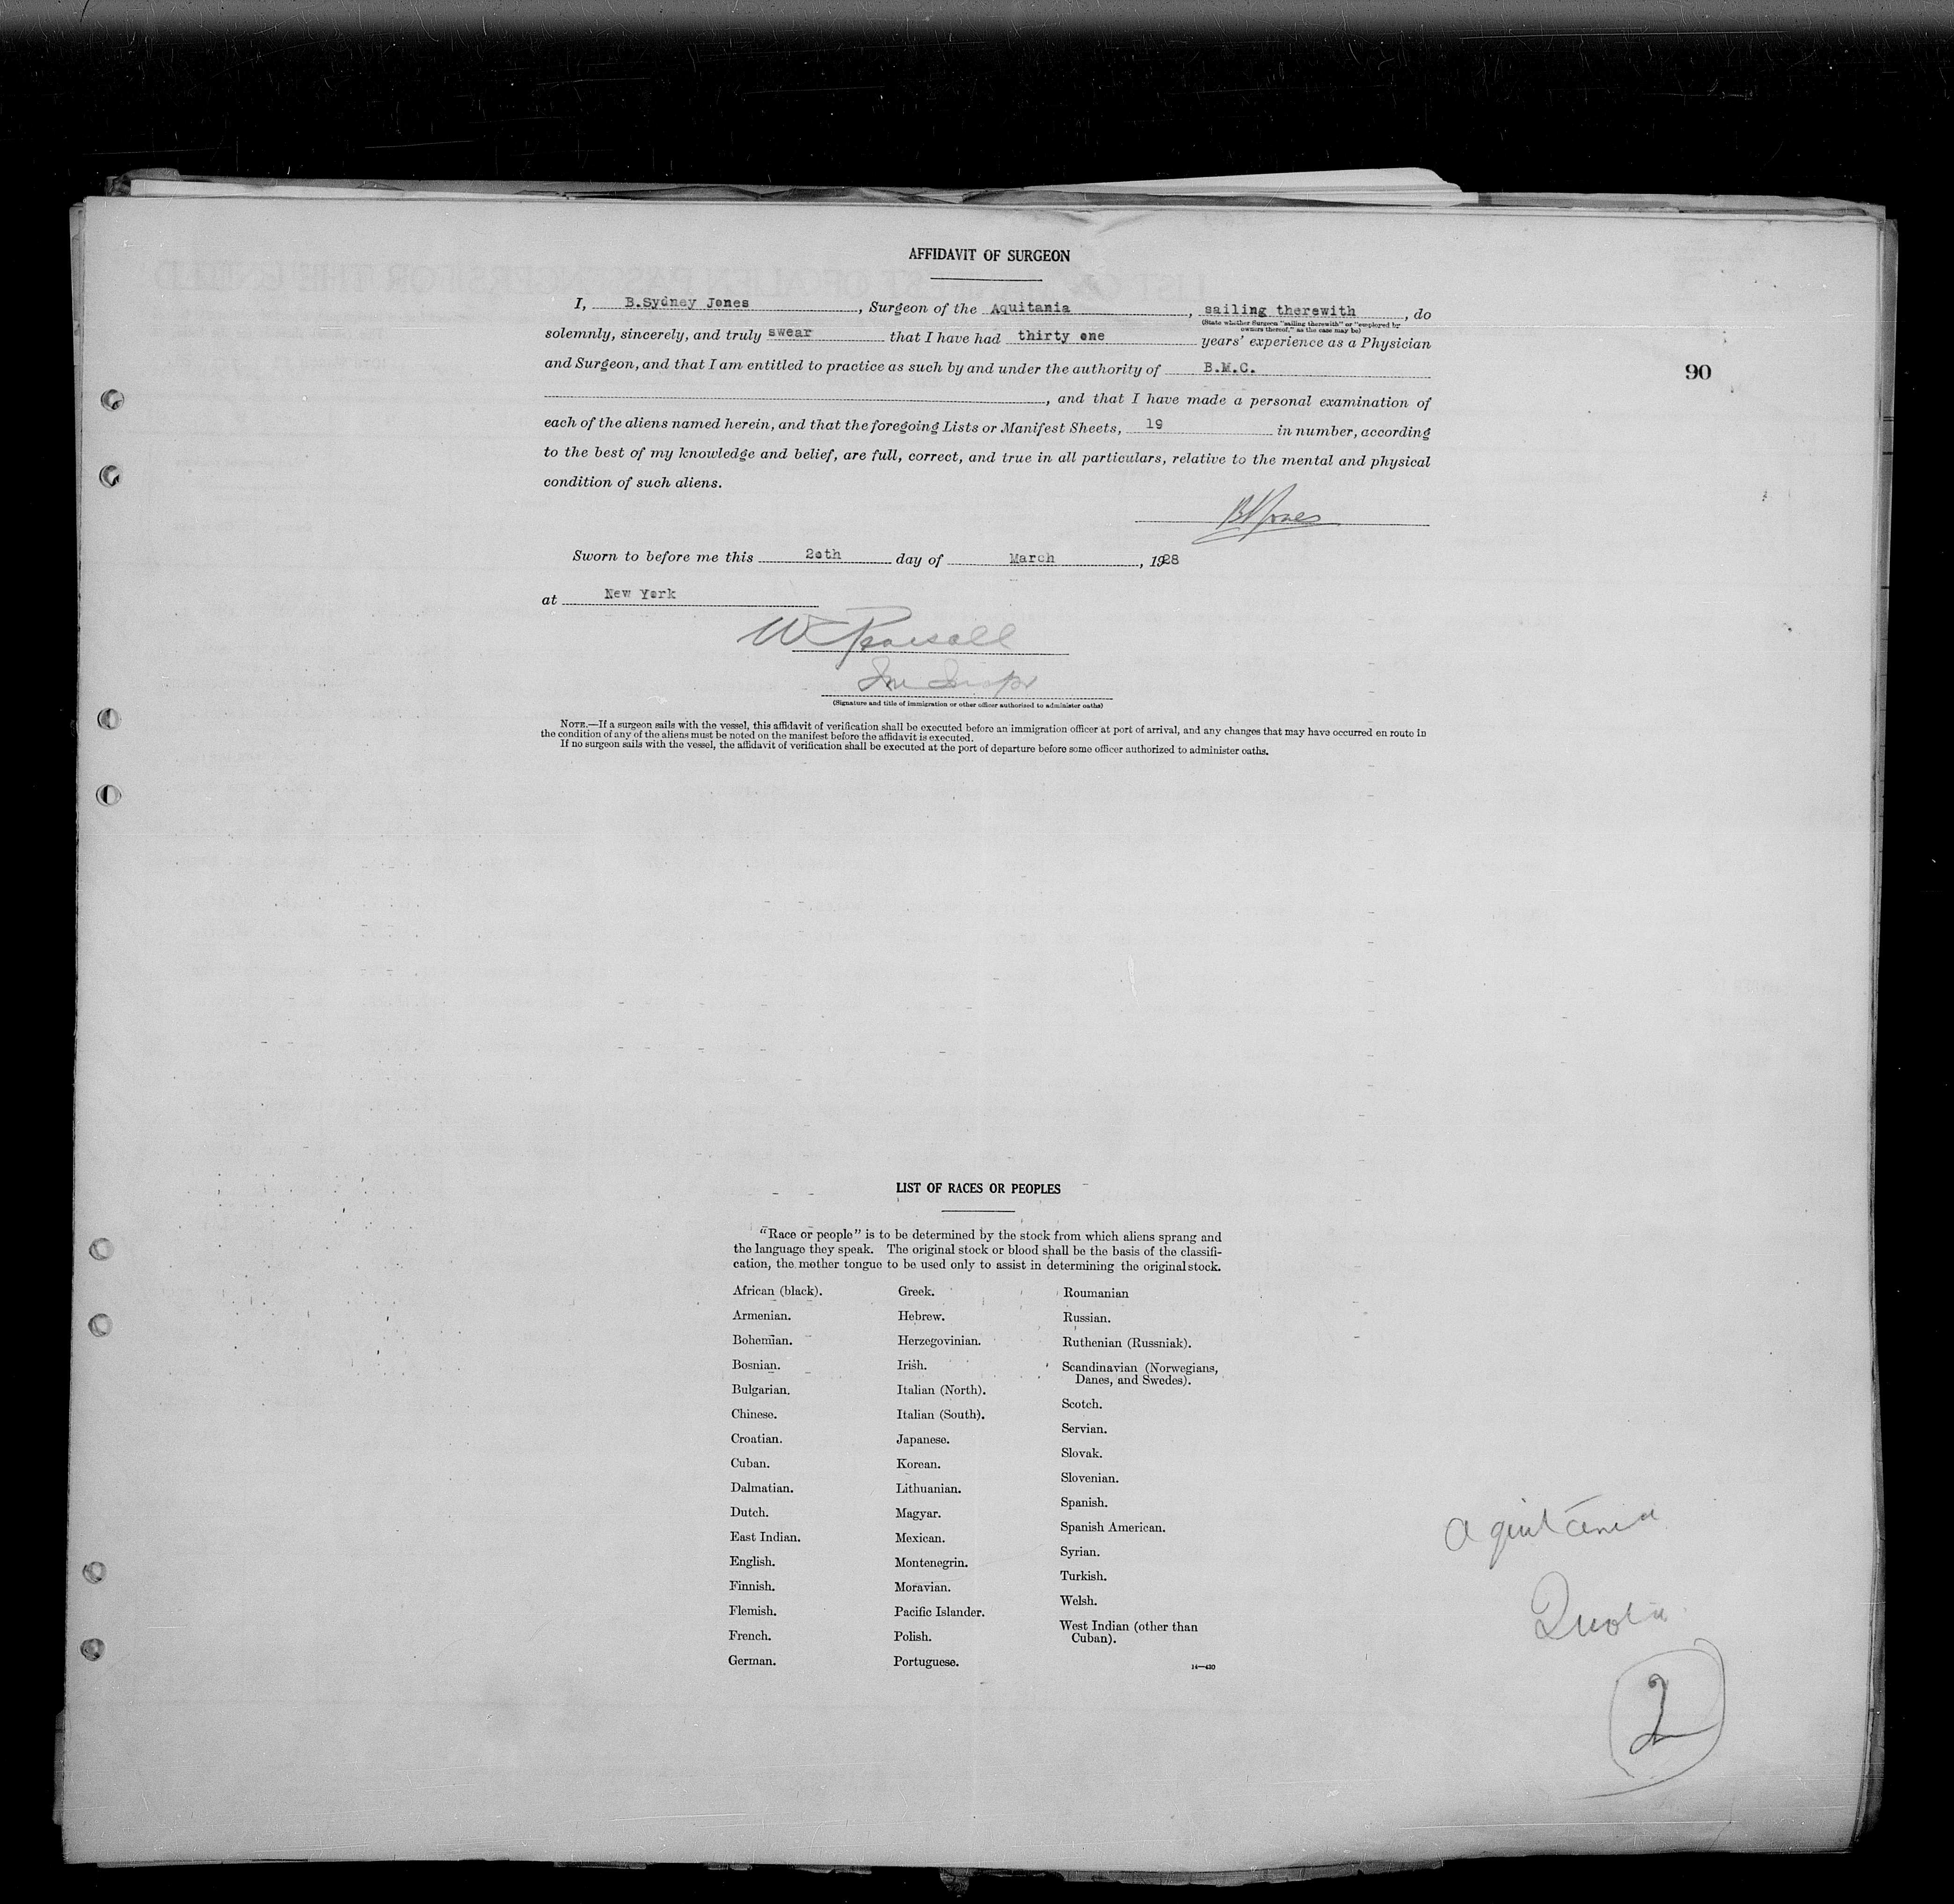 AFFIDAVIT OF SURGEON
I, B.Sydney Jones, Surgeon of the Aquitania, sailing therewith, do
(State whether Surgeon "sailing therewith" or "employed by
owners thereof," as the case may be)
solemnly, sincerely, and truly swear that I have had thirty one years' experience as a Physician
and Surgeon, and that I am entitled to practice as such by and under the authority of B.M.C.
90
, and that I have made a personal examination of
each of the aliens named herein, and that the foregoing Lists or Manifest Sheets, 19 in number, according
to the best of my knowledge and belief, are full, correct, and true in all particulars, relative to the mental and physical
condition of such aliens.
Jones
Sworn to before me this 20th day of March, 1928
at New York
W Pearsall
(Signature and title of immigration or other officer authorized to administer oaths)
NOTE.—If a surgeon sails with the vessel, this affidavit of verification shall be executed before an immigration officer at port of arrival, and any changes that may have occurred en route in
the condition of any of the aliens must be noted on the manifest before the affidavit is executed.
If no surgeon sails with the vessel, the affidavit of verification shall be executed at the port of departure before some officer authorized to administer oaths.
LIST OF RACES OR PEOPLES
"Race or people" is to be determined by the stock from which aliens sprang and
the language they speak. The original stock or blood shall be the basis of the classifi-
cation, the mother tongue to be used only to assist in determining the original stock.
African (black).
Armenian.
Bohemian.
Bosnian.
Bulgarian.
Chinese.
Croatian.
Cuban.
Dalmatian.
Dutch.
East Indian.
English.
Finnish.
Flemish.
French.
German.
Greek.
Hebrew.
Herzegovinian.
Irish.
Italian (North).
Italian (South).
Japanese.
Korean.
Lithuanian.
Magyar.
Mexican.
Montenegrin.
Moravian.
Pacific Islander.
Polish.
Portuguese.
Roumanian
Russian.
Ruthenian (Russniak).
Scandinavian (Norwegians,
Danes, and Swedes).
Scotch.
Servian.
Slovak.
Slovenian.
Spanish.
Spanish American.
Syrian.
Turkish.
Welsh.
West Indian (other than
Cuban).
14—430
Aquitania
Quota
2